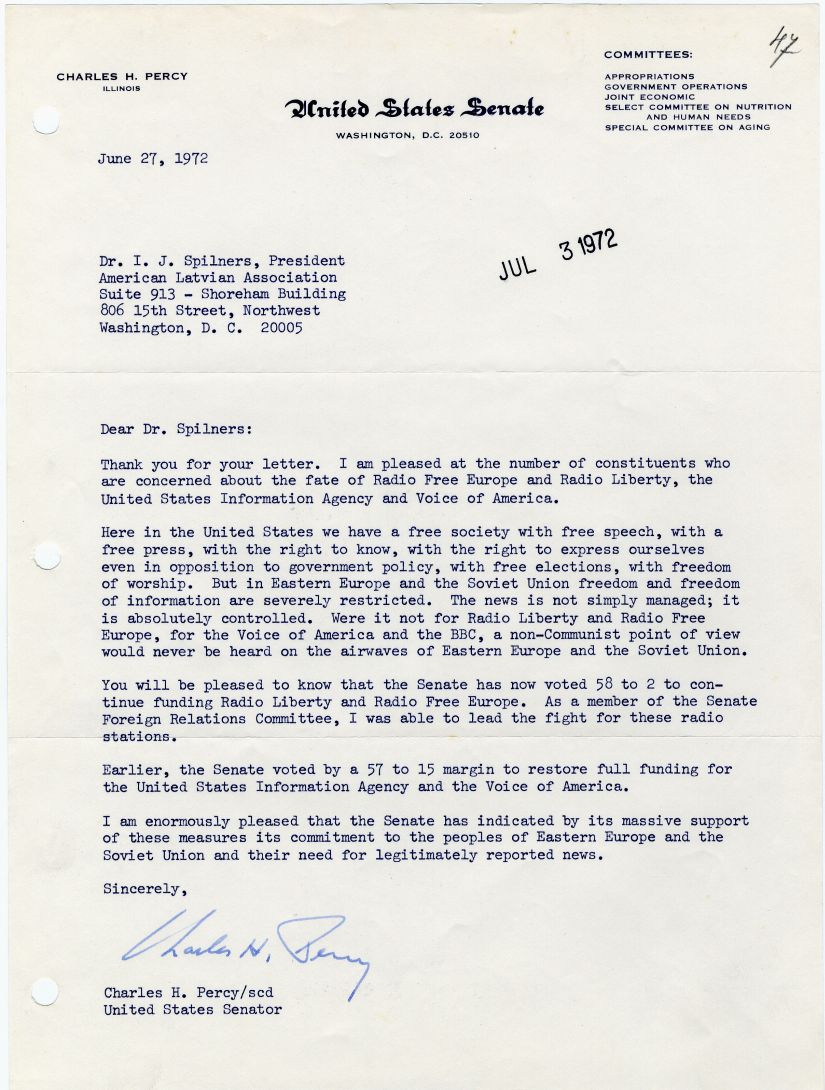 47
CHARLES H. PERCY
ILLINOIS
United States Senate
WASHINGTON, D.C. 20510
COMMITTEES:
APPROPRIATIONS
GOVERNMENT OPERATIONS
JOINT ECONOMIC
SELECT COMMITTEE ON NUTRITION
AND HUMAN NEEDS
SPECIAL COMMITTEE ON AGING
June 27, 1972
JUL 3 1972
Dr. I. J. Spilners, President
American Latvian Association
Suite 913 - Shoreham Building
806 15th Street, Northwest
Washington, D. C. 20005
Dear Dr. Spilners:
Thank you for your letter. I am pleased at the number of constituents who
are concerned about the fate of Radio Free Europe and Radio Liberty, the
United States Information Agency and Voice of America.
Here in the United States we have a free society with free speech, with a
free press, with the right to know, with the right to express ourselves
even in opposition to government policy, with free elections, with freedom
of worship. But in Eastern Europe and the Soviet Union freedom and freedom
of information are severely restricted. The news is not simply managed; it
is absolutely controlled. Were it not for Radio Liberty and Radio Free
Europe, for the Voice of America and the BBC, a non-Communist point of view
would never be heard on the airwaves of Eastern Europe and the Soviet Union.
You will be pleased to know that the Senate has now voted 58 to 2 to con-
tinue funding Radio Liberty and Radio Free Europe. As a member of the Senate
Foreign Relations Committee, I was able to lead the fight for these radio
stations.
Earlier, the Senate voted by a 57 to 15 margin to restore full funding for
the United States Information Agency and the Voice of America.
I am enormously pleased that the Senate has indicated by its massive support
of these measures its commitment to the peoples of Eastern Europe and the
Soviet Union and their need for legitimately reported news.
Sincerely,
Charles H. Percy
Charles H. Percy/scd
United States Senator